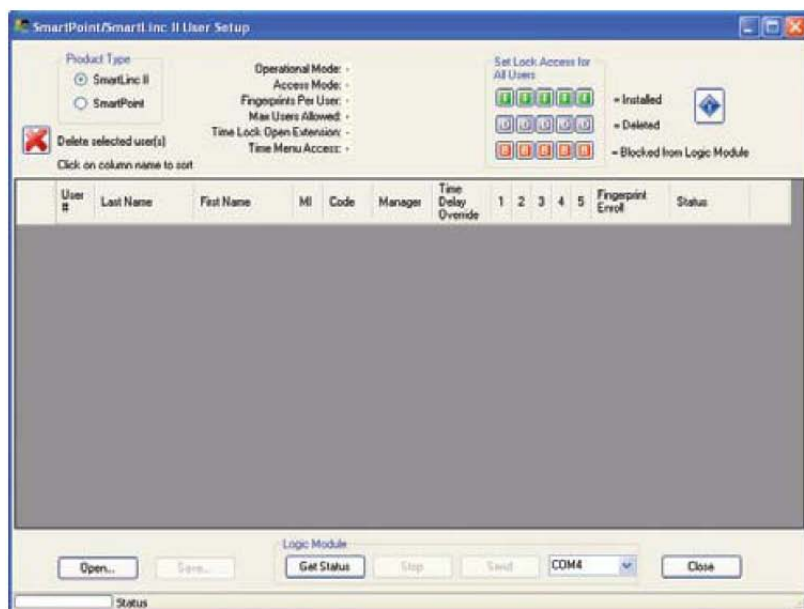 SmartPoint/SmartLinc II User Setup
Product Type
SmartLinc II
SmartPoint
Delete selected user(s)
Click on column name to sort
Operational Mode: -
Access Mode: -
Fingerprints Per User: -
Max Users Allowed: -
Time Lock Open Extension: -
Time Menu Access: -
Set Lock Access for
All Users
= Installed
= Deleted
= Blocked from Logic Module
User # Last Name First Name MI Code Manager Time Delay Override 1 2 3 4 5 Fingerprint Enroll Status
Logic Module
Open... Save... Get Status Stop Send COM4 Close
Status